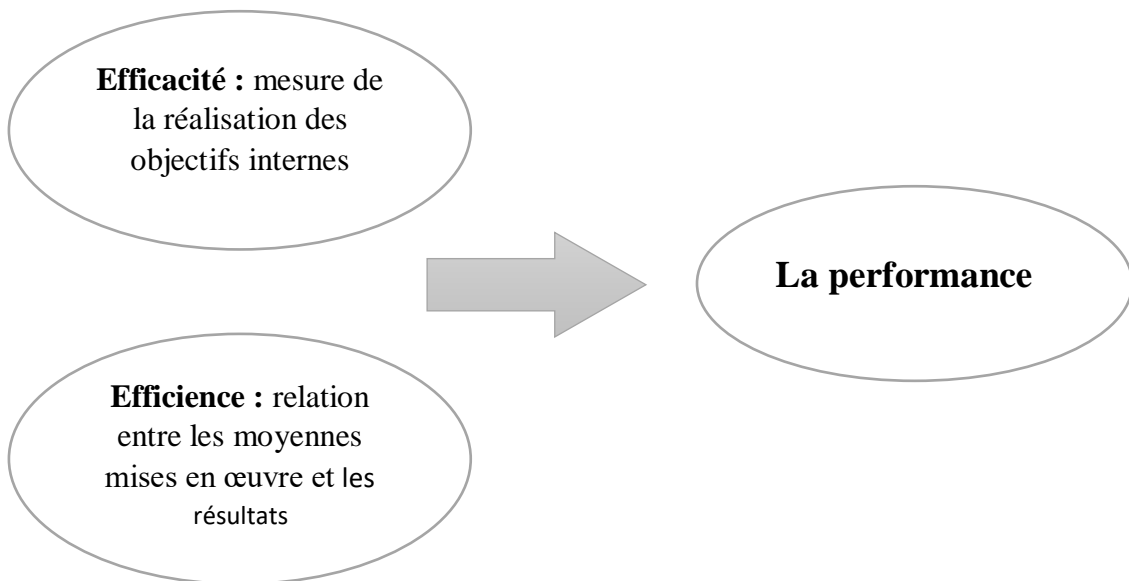 Efficacité : mesure de
la réalisation des
objectifs internes
La performance
Efficience : relation
entre les moyennes
mises en œuvre et les
résultats